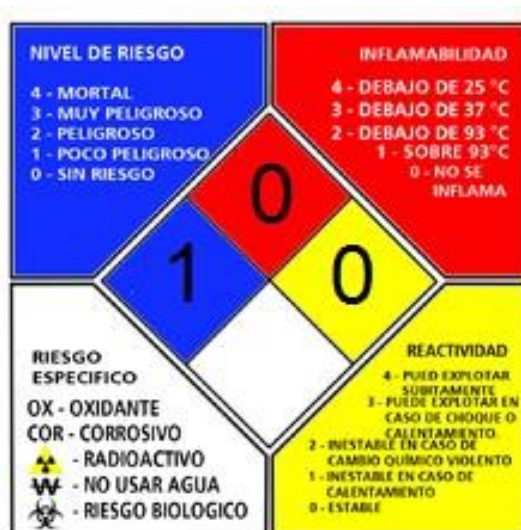 NIVEL DE RIESGO
4 - MORTAL
3 - MUY PELIGROSO
2 - PELIGROSO
1 - POCO PELIGROSO
0 - SIN RIESGO
INFLAMABILIDAD
4 - DEBAJO DE 25 °C
3 - DEBAJO DE 37 °C
2 - DEBAJO DE 93 °C
1 - SOBRE 93°C
0 - NO SE
INFLAMA
0
1
0
RIESGO
ESPECIFICO
OX - OXIDANTE
COR - CORROSIVO
- RADIOACTIVO
W - NO USAR AGUA
- RIESGO BIOLOGICO
REACTIVIDAD
4 - PUED EXPLOTAR
SUBITAMENTE
3 - PUEDE EXPLOTAR EN
CASO DE CHOQUE O
CALENTAMIENTO.
2 - INESTABLE EN CASO DE
CAMBIO QUÍMICO VIOLENTO
1 - INESTABLE EN CASO DE
CALENTAMIENTO
0 - ESTABLE